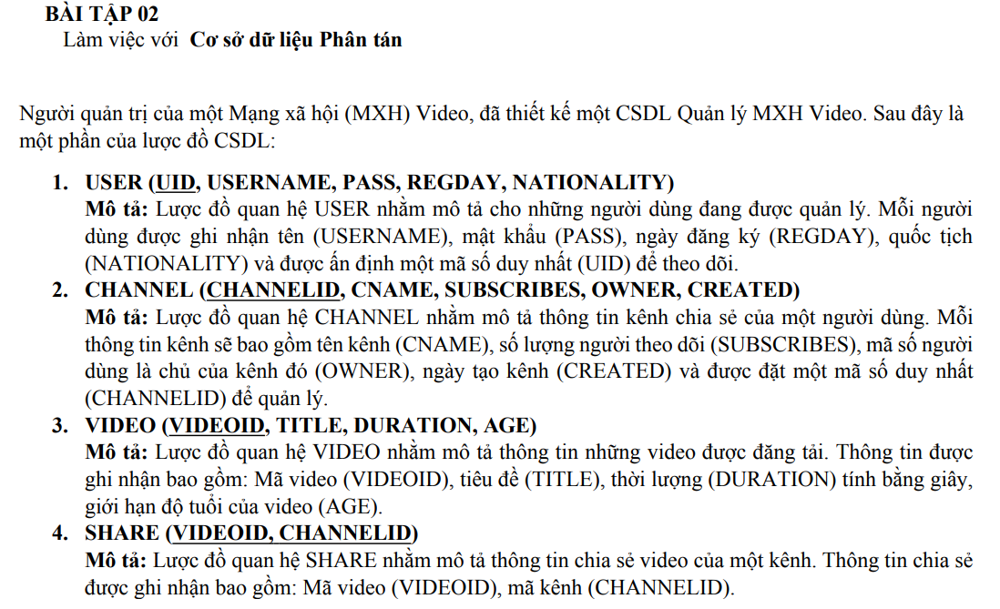 BÀI TẬP 02
Làm việc với Cơ sở dữ liệu Phân tán
Người quản trị của một Mạng xã hội (MXH) Video, đã thiết kế một CSDL Quản lý MXH Video. Sau đây là
một phần của lược đồ CSDL:
1. USER (UID, USERNAME, PASS, REGDAY, NATIONALITY)
Mô tả: Lược đồ quan hệ USER nhằm mô tả cho những người dùng đang được quản lý. Mỗi người
dùng được ghi nhận tên (USERNAME), mật khẩu (PASS), ngày đăng ký (REGDAY), quốc tịch
(NATIONALITY) và được ấn định một mã số duy nhất (UID) để theo dõi.
2. CHANNEL (CHANNELID, CNAME, SUBSCRIBES, OWNER, CREATED)
Mô tả: Lược đồ quan hệ CHANNEL nhằm mô tả thông tin kênh chia sẻ của một người dùng. Mỗi
thông tin kênh sẽ bao gồm tên kênh (CNAME), số lượng người theo dõi (SUBSCRIBES), mã số người
dùng là chủ của kênh đó (OWNER), ngày tạo kênh (CREATED) và được đặt một mã số duy nhất
(CHANNELID) để quản lý.
3. VIDEO (VIDEOID, TITLE, DURATION, AGE)
Mô tả: Lược đồ quan hệ VIDEO nhằm mô tả thông tin những video được đăng tải. Thông tin được
ghi nhận bao gồm: Mã video (VIDEOID), tiêu đề (TITLE), thời lượng (DURATION) tính bằng giây,
giới hạn độ tuổi của video (AGE).
4. SHARE (VIDEOID, CHANNELID)
Mô tả: Lược đồ quan hệ SHARE nhằm mô tả thông tin chia sẻ video của một kênh. Thông tin chia sẻ
được ghi nhận bao gồm: Mã video (VIDEOID), mã kênh (CHANNELID).